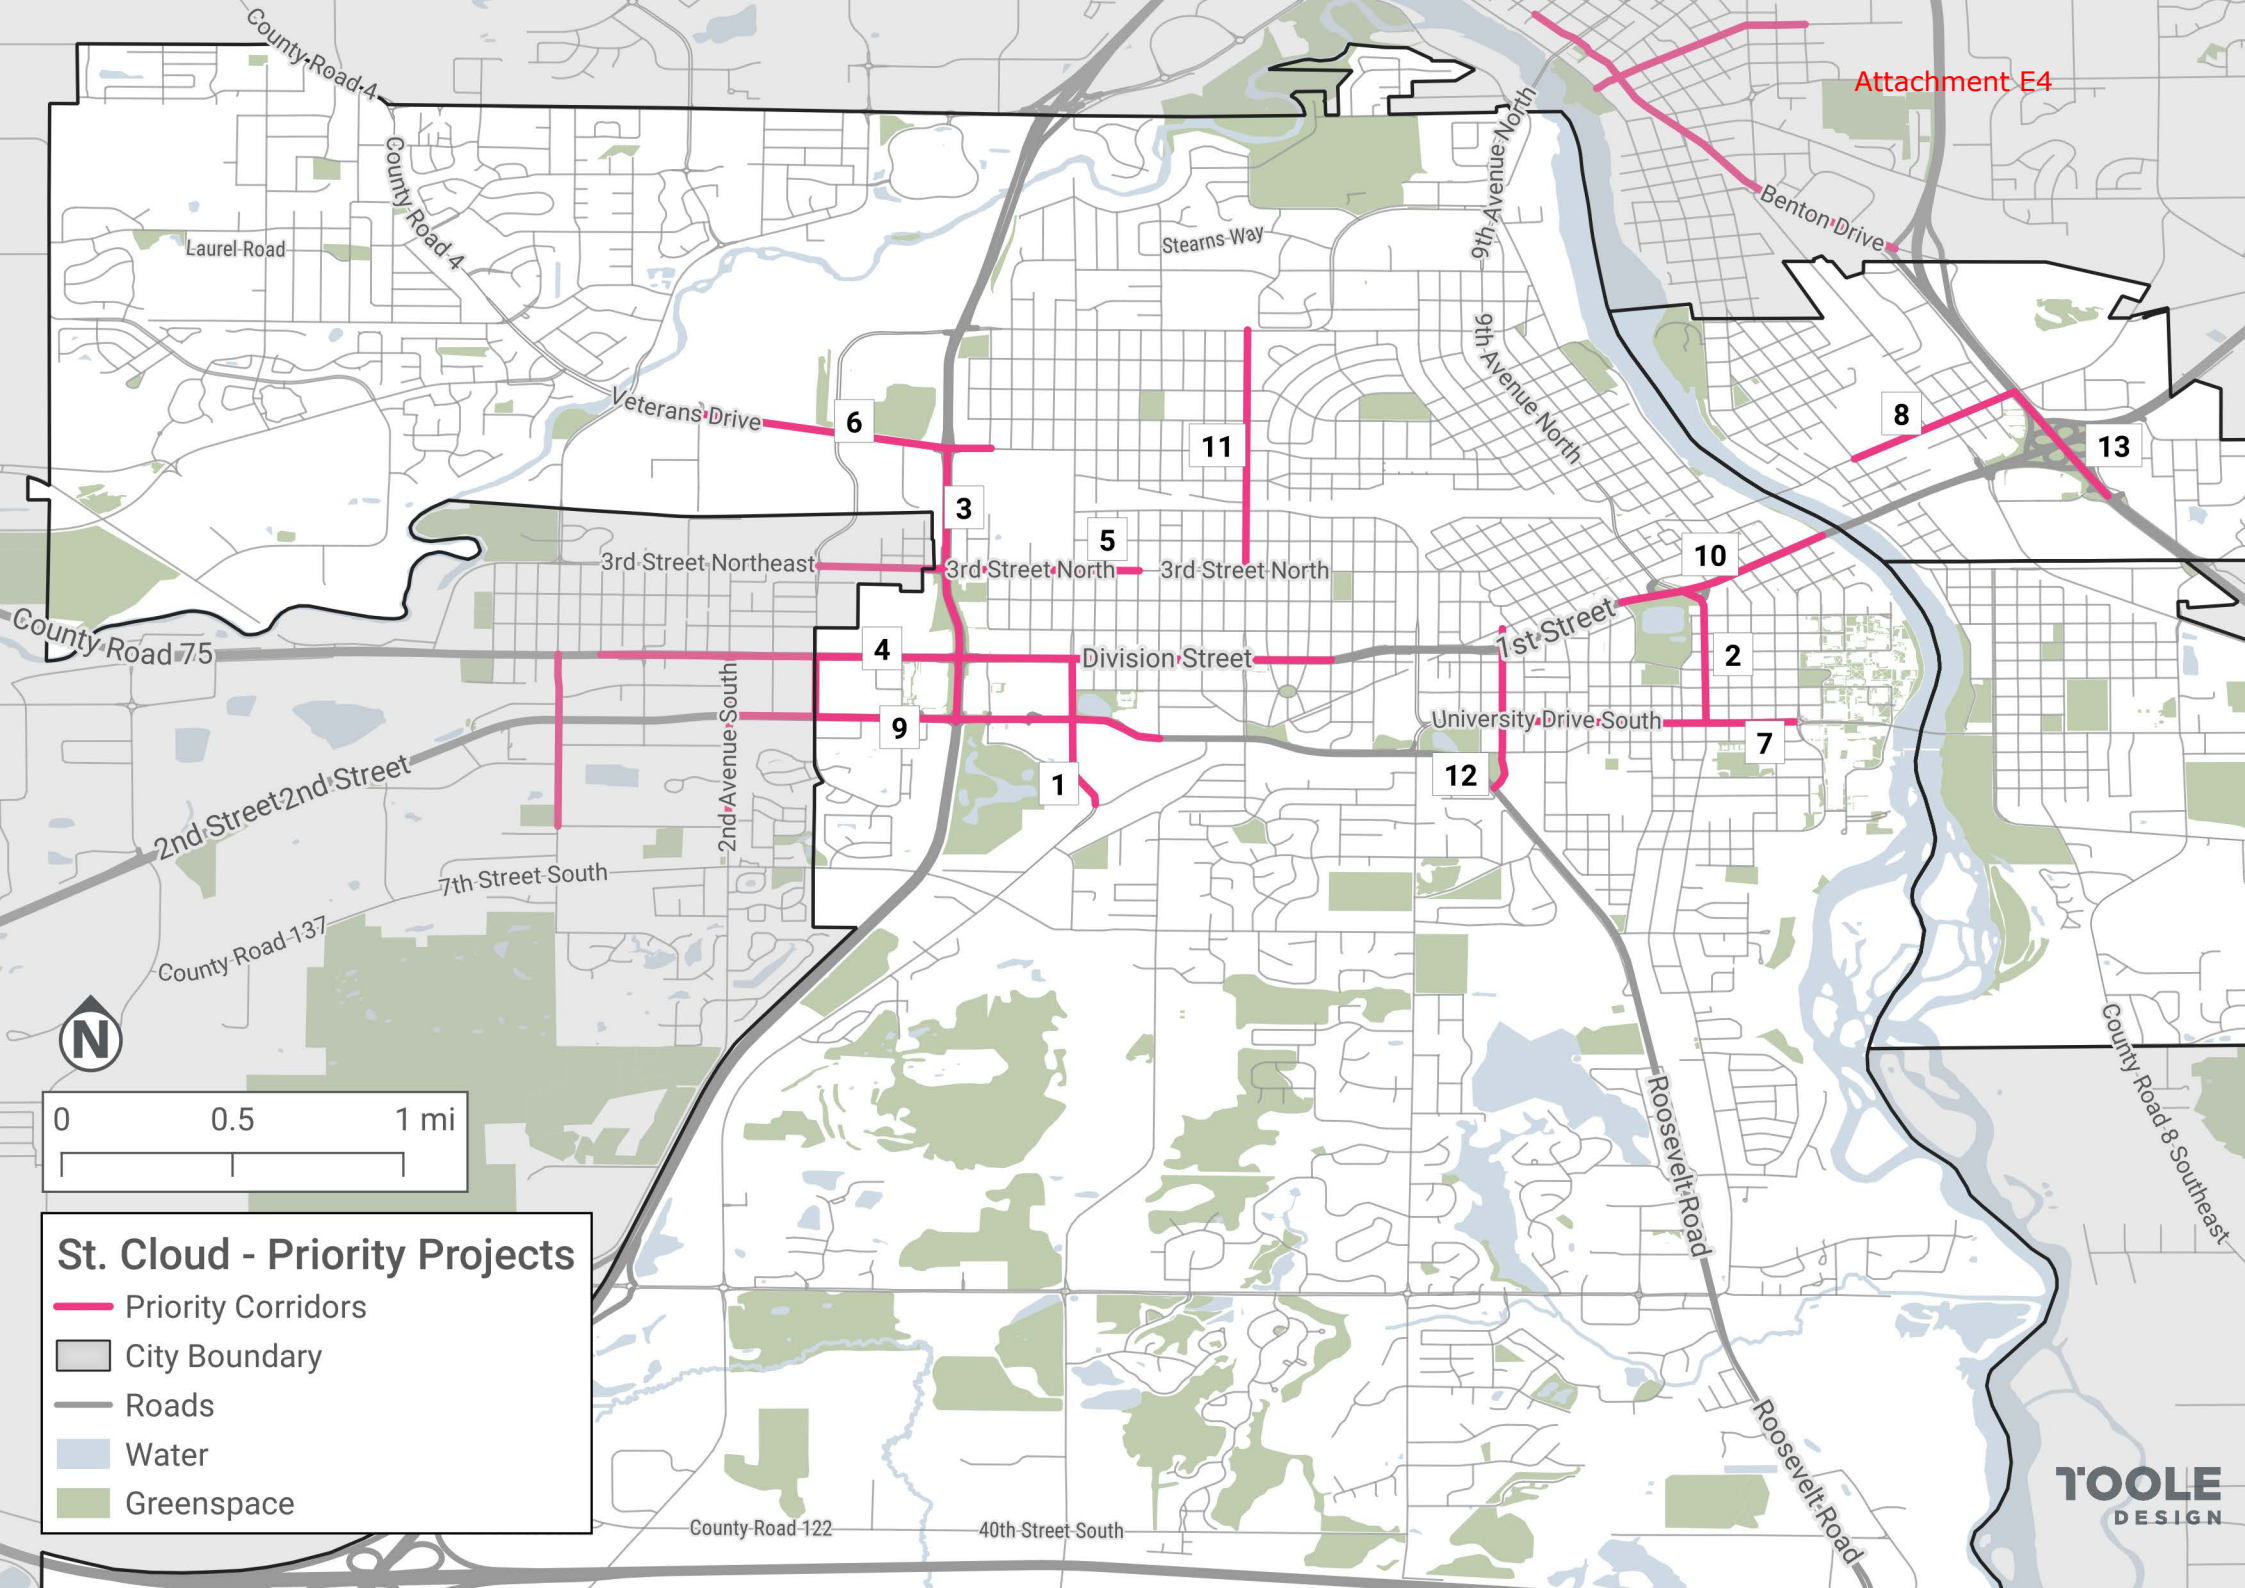 County Road 4
Attachment E4
9th Avenue North
County Road 4
Benton Drive
Laurel Road
Stearns Way
9th Avenue North
Veterans Drive
6
8
11
13
3
5
10
3rd Street Northeast
3rd Street North
3rd Street North
County Road 75
1st Street
4
Division Street
2
2nd Avenue South
9
University Drive South
7
2nd Street
2nd Street
1
12
7th Street South
County Road 137
N
County Road 8 Southeast
0 0.5 1 mi
Roosevelt Road
St. Cloud - Priority Projects
Priority Corridors
City Boundary
Roads
Water
Greenspace
Roosevelt Road
TOOLE
DESIGN
County Road 122
40th Street South